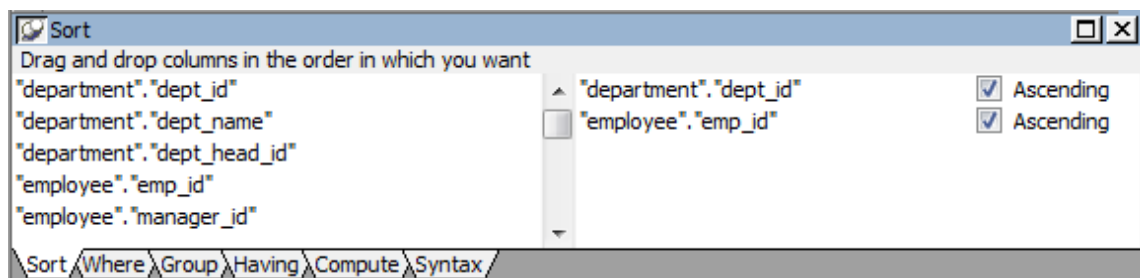 Sort
Drag and drop columns in the order in which you want
"department"."dept_id"
"department"."dept_name"
"department"."dept_head_id"
"employee"."emp_id"
"employee"."manager_id"
"department"."dept_id" Ascending
"employee"."emp_id" Ascending
Sort Where Group Having Compute Syntax